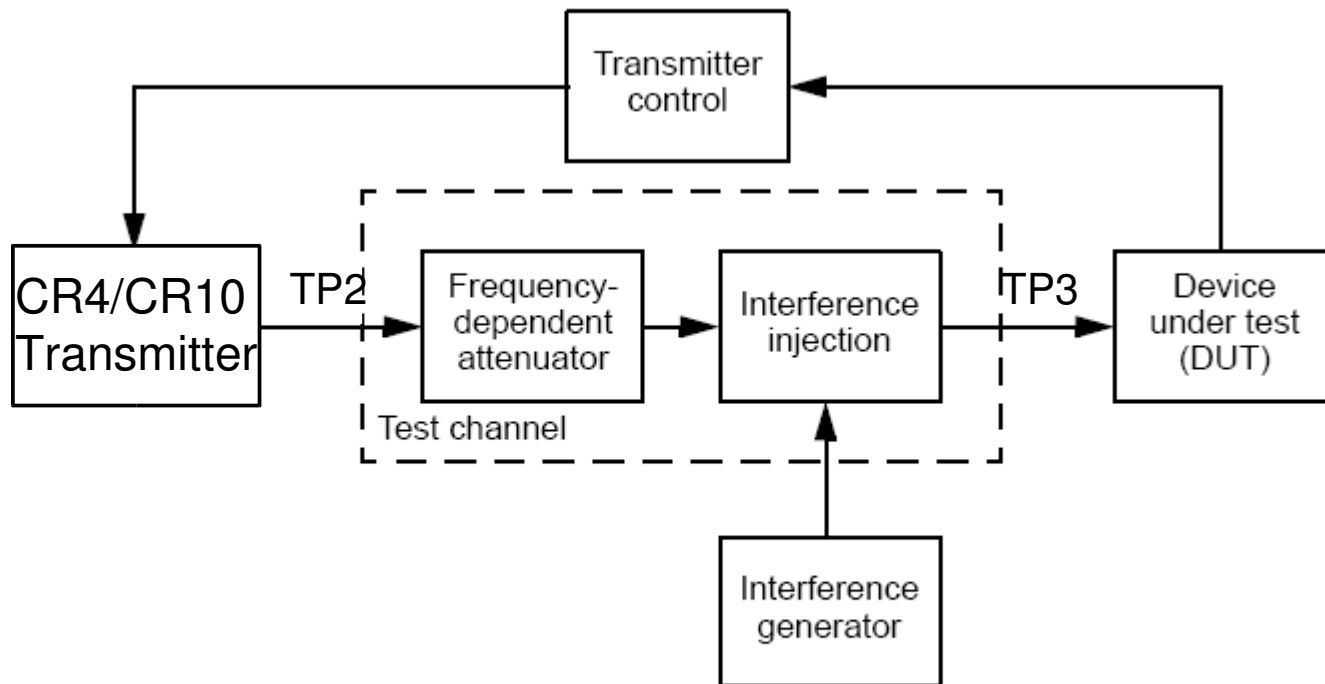 Transmitter
control
CR4/CR10
Transmitter
TP2
Frequency-
dependent
attenuator
Interference
injection
TP3
Device
under test
(DUT)
Test channel
Interference
generator